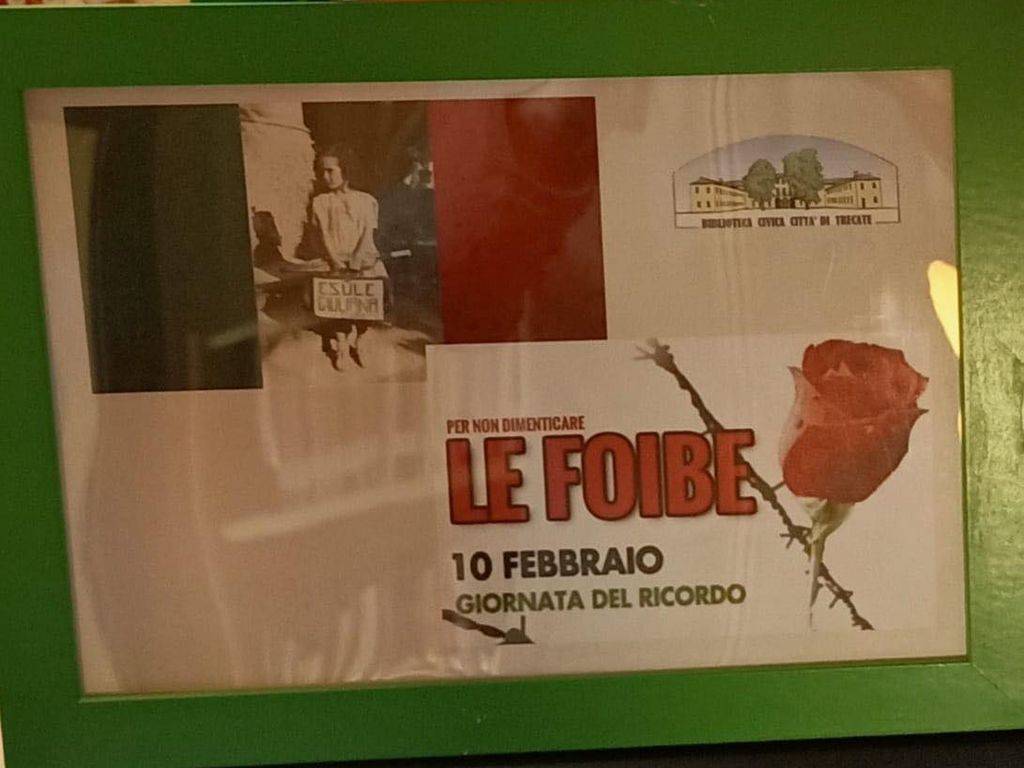 ESULE
GIULIANA
BIBLIOTECA CIVICA CITTA' DI TRECATE
PER NON DIMENTICARE
LE FOIBE
10 FEBBRAIO
GIORNATA DEL RICORDO